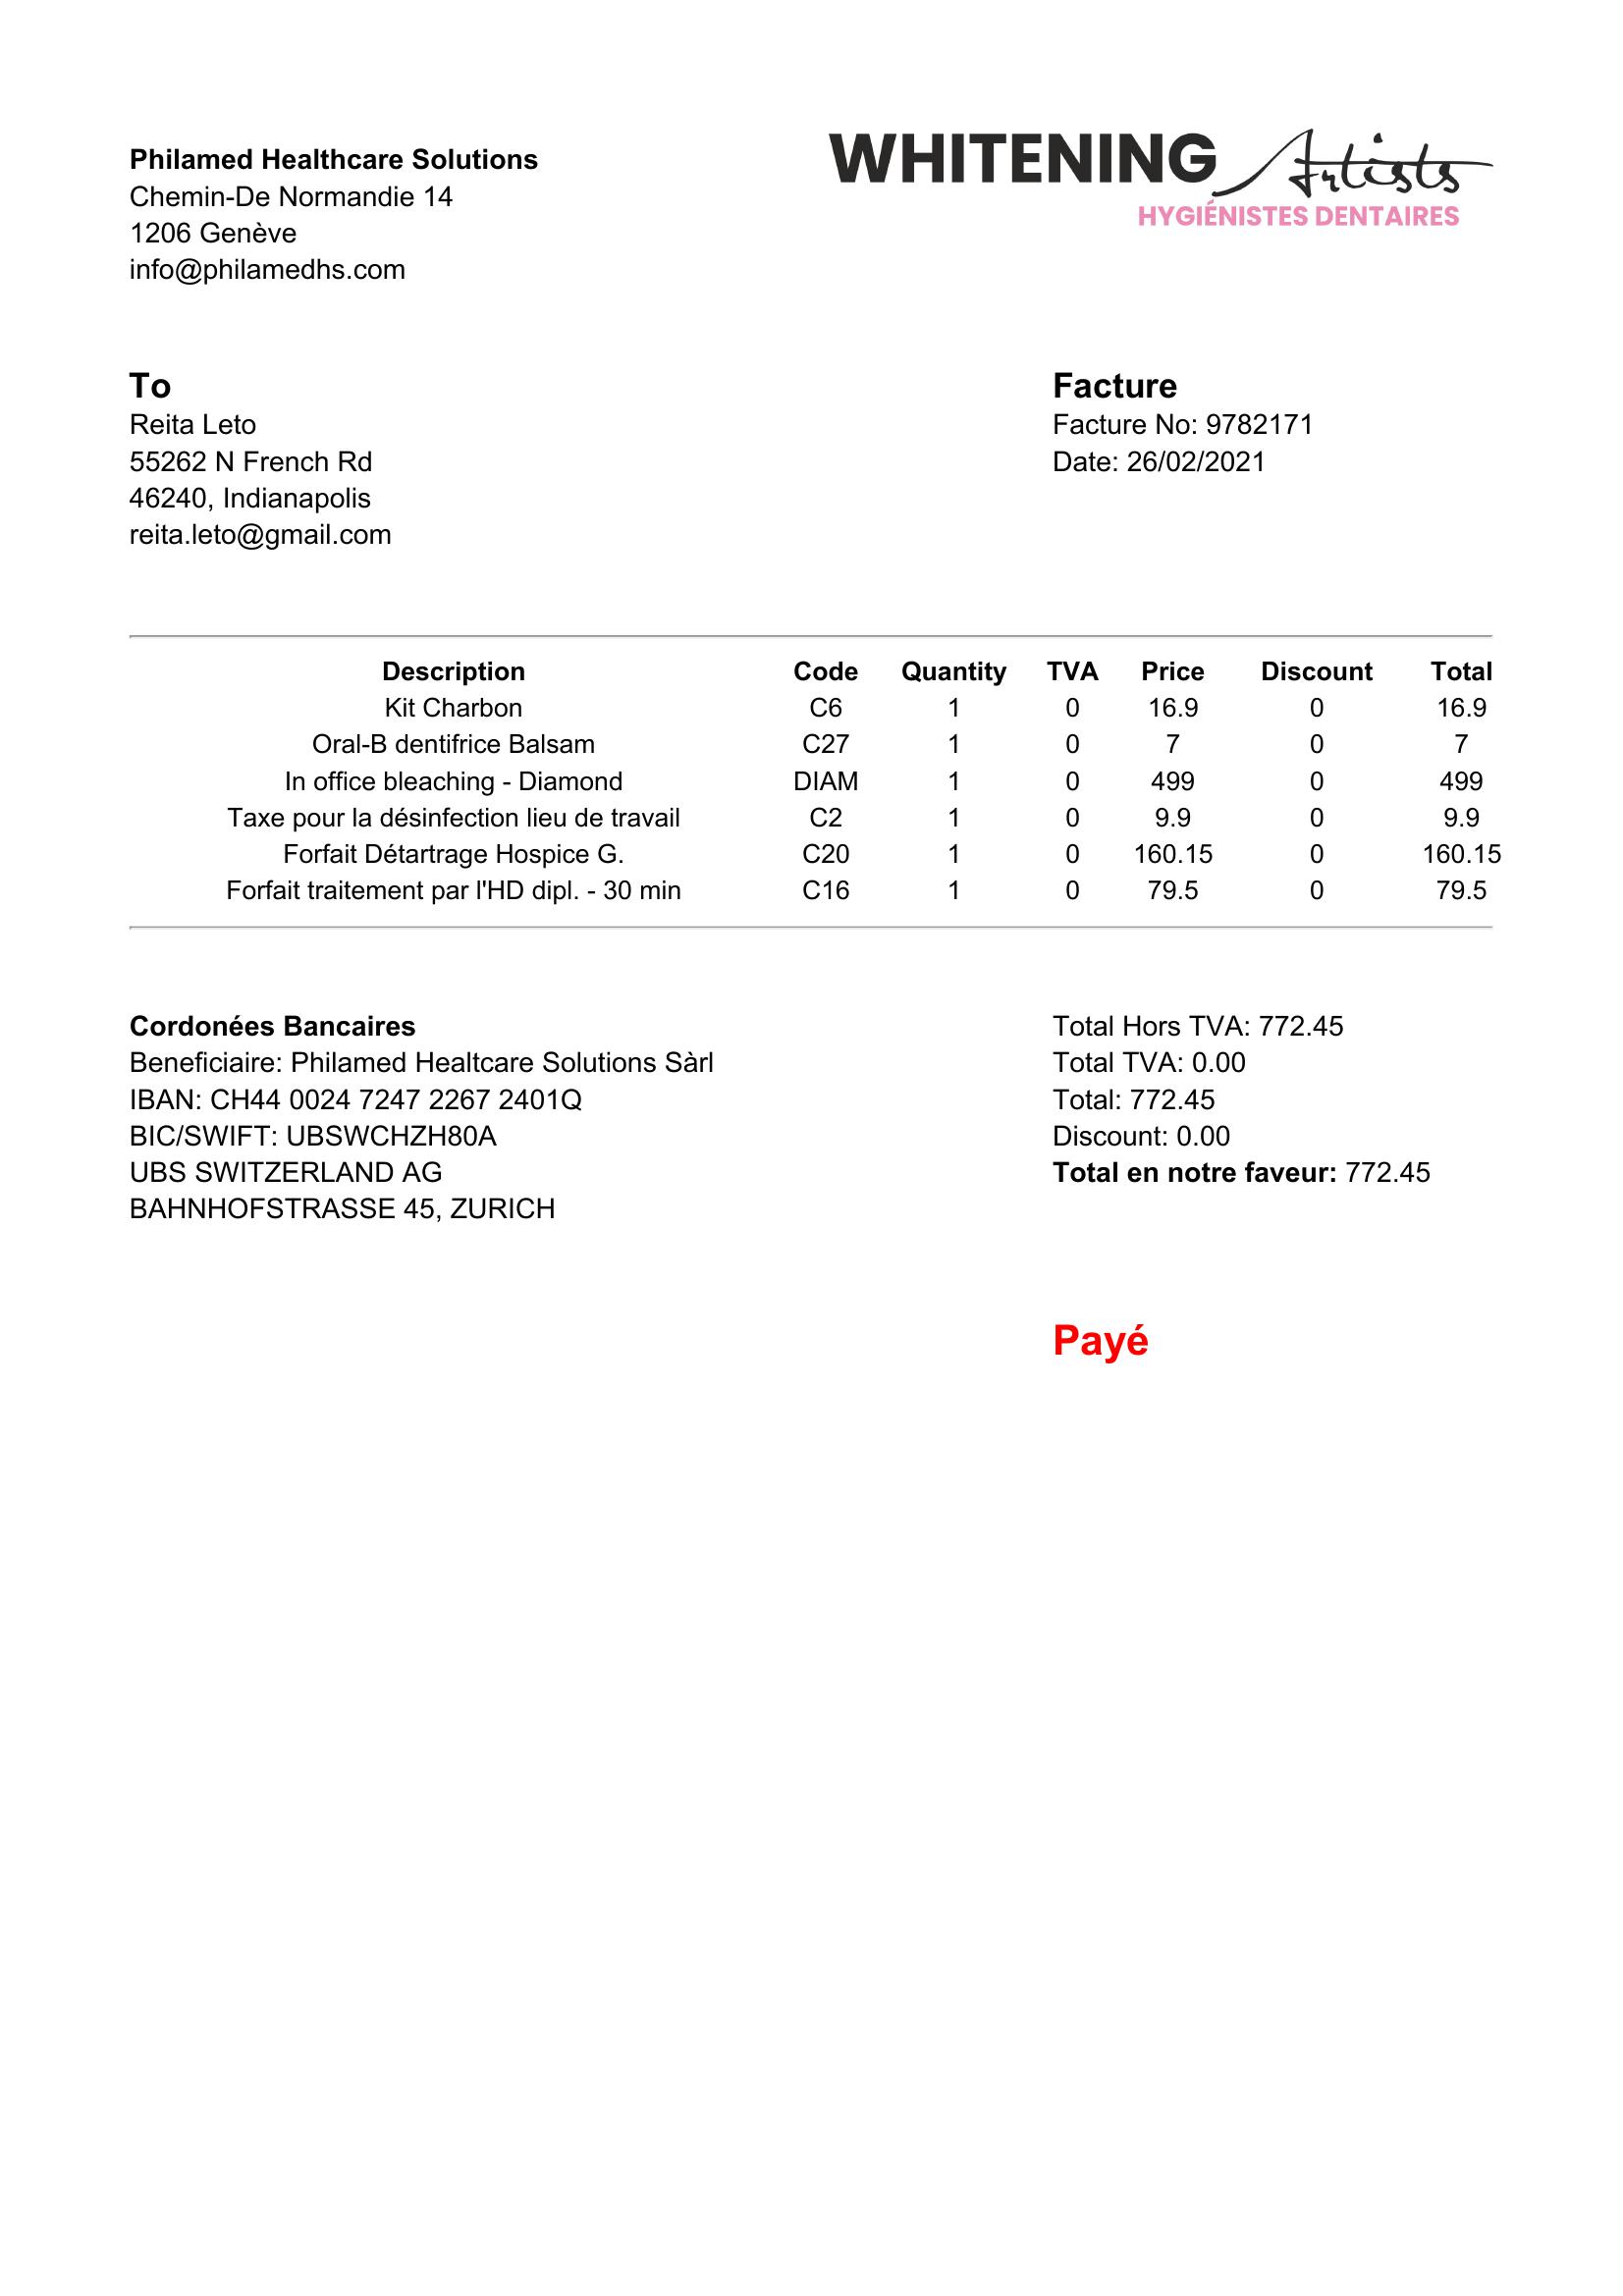 Philamed Healthcare Solutions
Chemin-De Normandie 14
1206 Genève
info@philamedhs.com
WHITENING Artists
HYGIÉNISTES DENTAIRES
To
Reita Leto
55262 N French Rd
46240, Indianapolis
reita.leto@gmail.com
Facture
Facture No: 9782171
Date: 26/02/2021
Description Code Quantity TVA Price Discount Total
Kit Charbon C6 1 0 16.9 0 16.9
Oral-B dentifrice Balsam C27 1 0 7 0 7
In office bleaching - Diamond DIAM 1 0 499 0 499
Taxe pour la désinfection lieu de travail C2 1 0 9.9 0 9.9
Forfait Détartrage Hospice G. C20 1 0 160.15 0 160.15
Forfait traitement par l'HD dipl. - 30 min C16 1 0 79.5 0 79.5
Cordonées Bancaires
Beneficiaire: Philamed Healtcare Solutions Sàrl
IBAN: CH44 0024 7247 2267 2401Q
BIC/SWIFT: UBSWCHZH80A
UBS SWITZERLAND AG
BAHNHOFSTRASSE 45, ZURICH
Total Hors TVA: 772.45
Total TVA: 0.00
Total: 772.45
Discount: 0.00
Total en notre faveur: 772.45
Payé